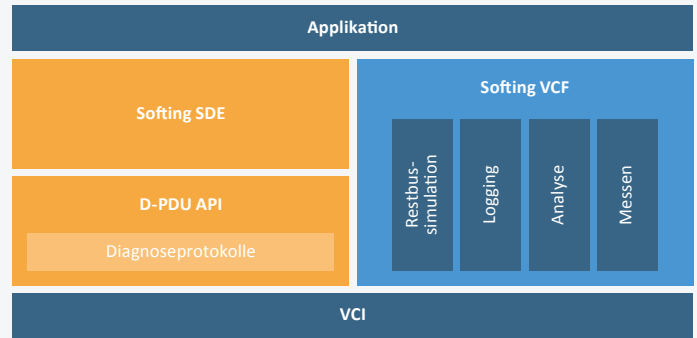 Applikation
Softing SDE
D-PDU API
Diagnoseprotokolle
Softing VCF
Restbus-
simulation
Logging
Analyse
Messen
VCI